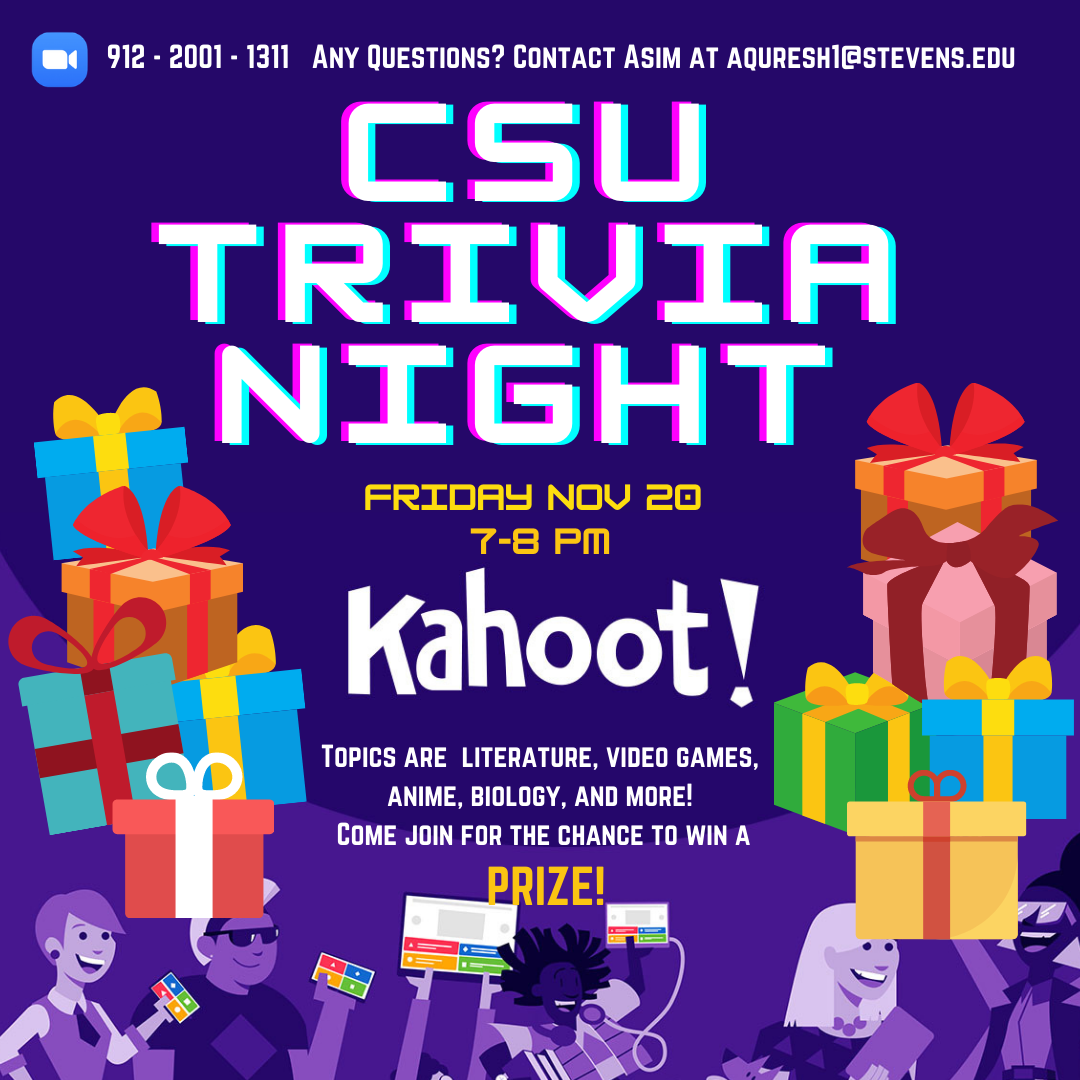 912 - 2001 - 1311 Any Questions? Contact Asim at aquresh1@stevens.edu
CSU
TRIVIA
NIGHT
FRIDAY NOV 20
7-8 PM
Kahoot!
Topics are literature, video games,
anime, biology, and more!
Come join for the chance to win a
PRIZE!